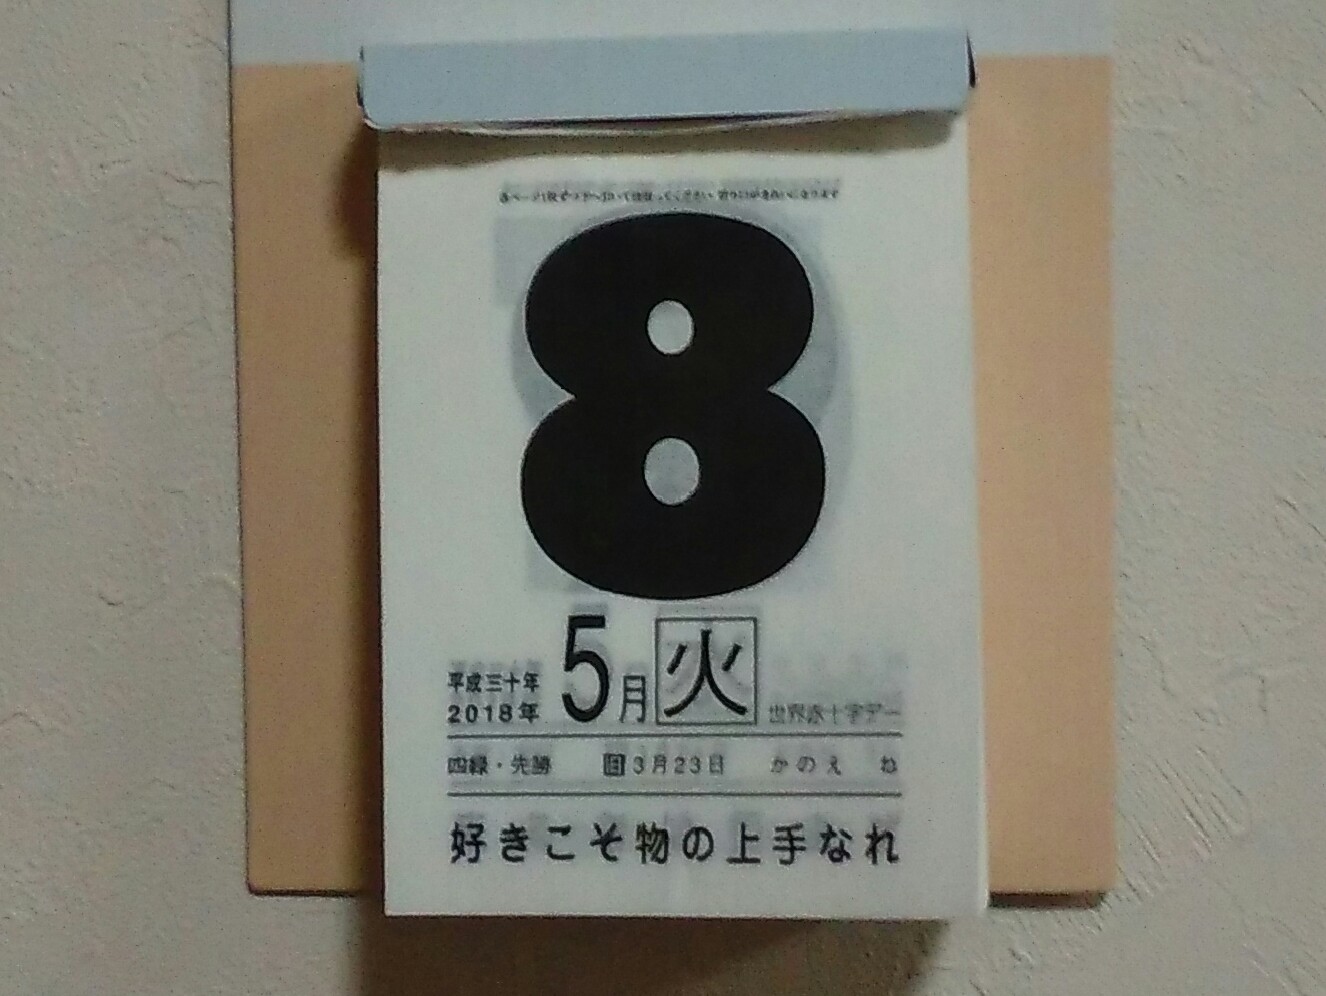 8
平成三十年
2018年
5月 火 世界赤十字デー
四緑・先勝 旧3月23日 かのえ ね
好きこそ物の上手なれ